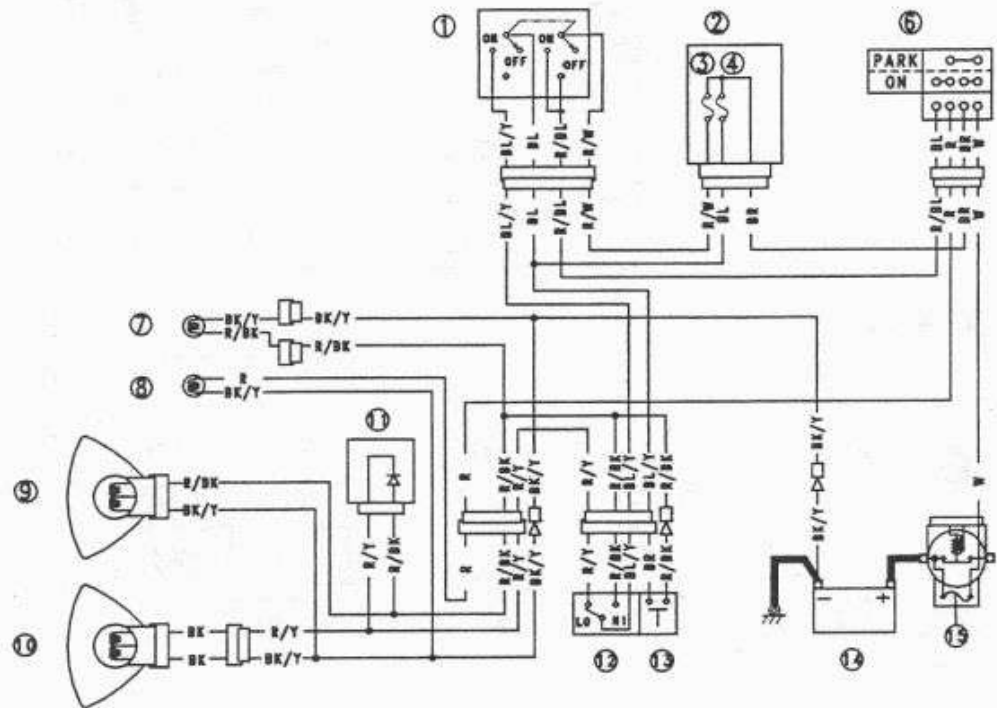 ① ② ⑥
ON ON
OFF OFF
③ ④
PARK
ON
BL/Y BL R/BL R/W
BL R BR W
BL/Y BL R/BL R/W
R/W BL BR
R/BL R BR W
⑦ BK/Y BK/Y
R/BK R/BK
⑧ R
BK/Y
⑪
R R/BK R/Y BK/Y
R/Y R/BK BL/Y BL/Y R/BK
BK/Y
W
⑨ R/BK
BK/Y
R/Y R/BK
R R/BK R/Y BK/Y
R/Y R/BK BL/Y BR R/BK
BK/Y
LO HI
- +
⑩ BK R/Y
BK BK/Y
⑫ ⑬ ⑭ ⑮